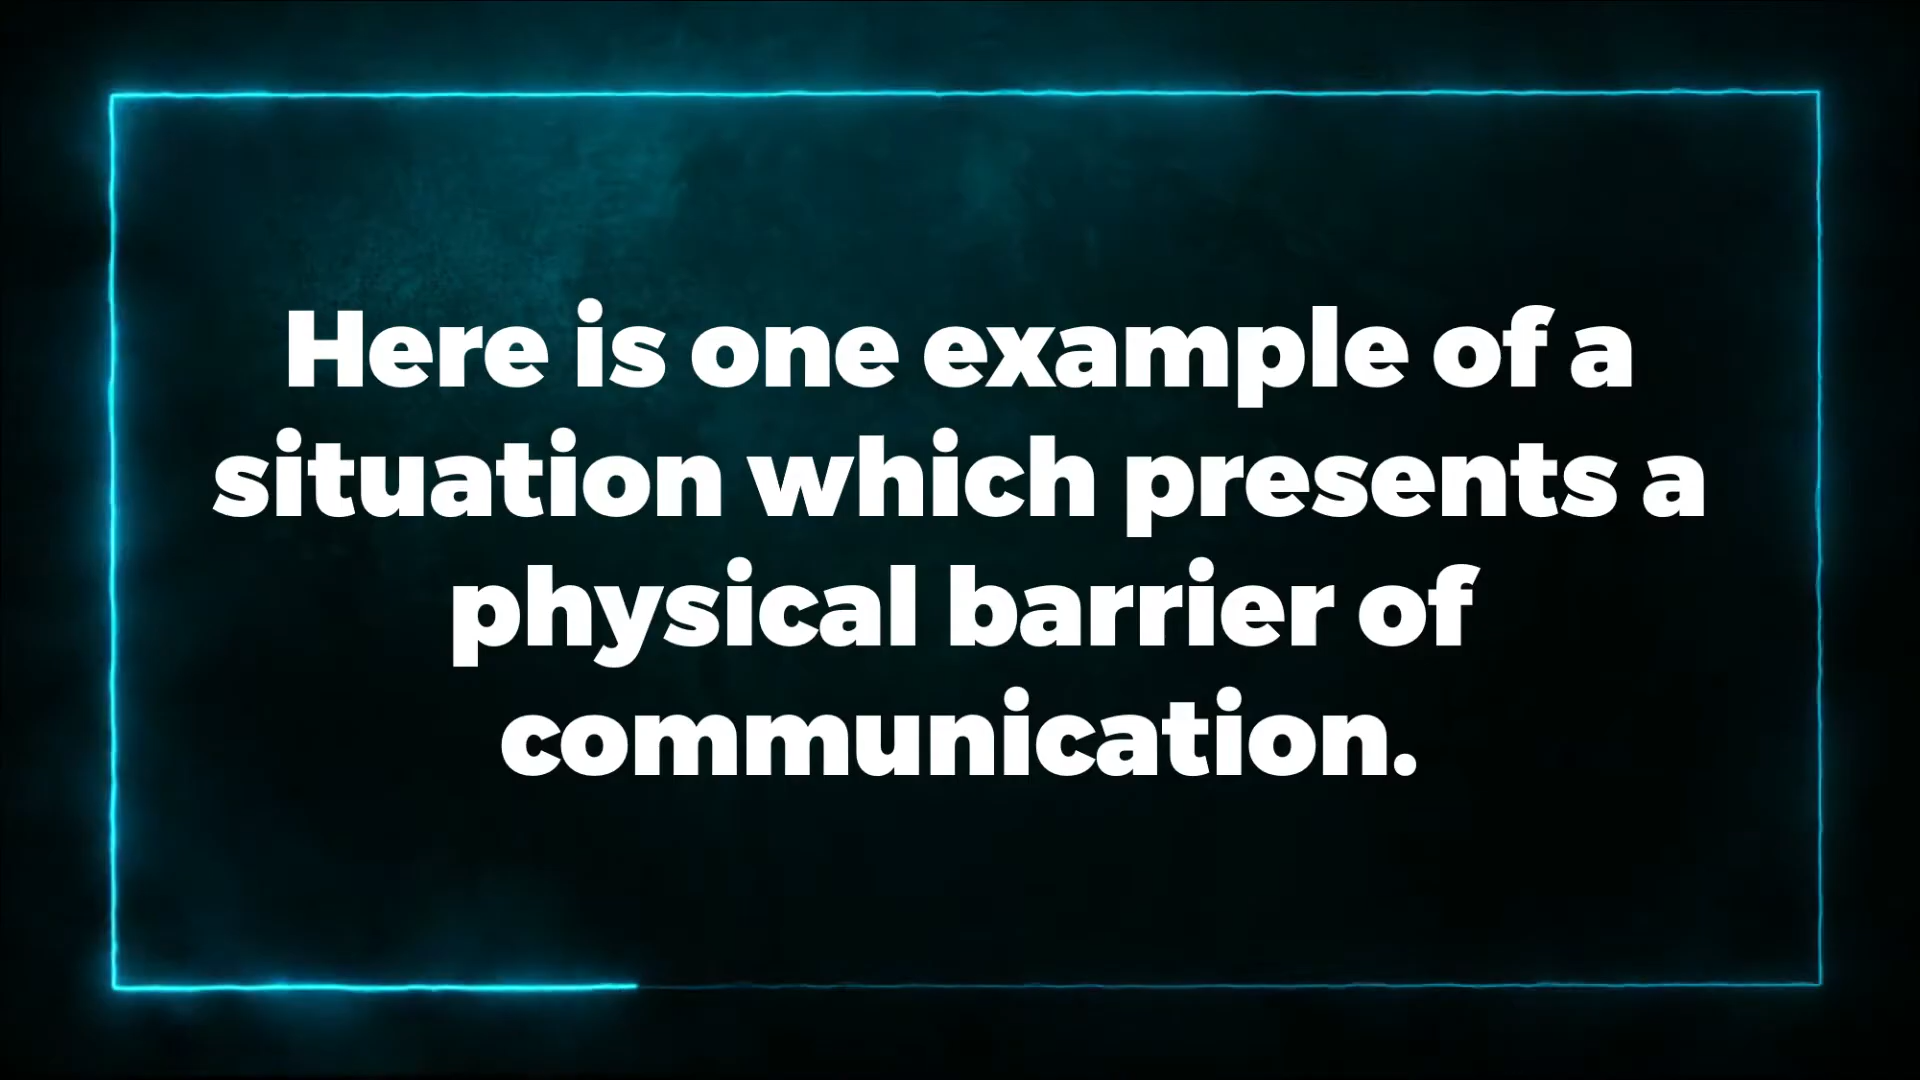 Here is one example of a
situation which presents a
physical barrier of
communication.